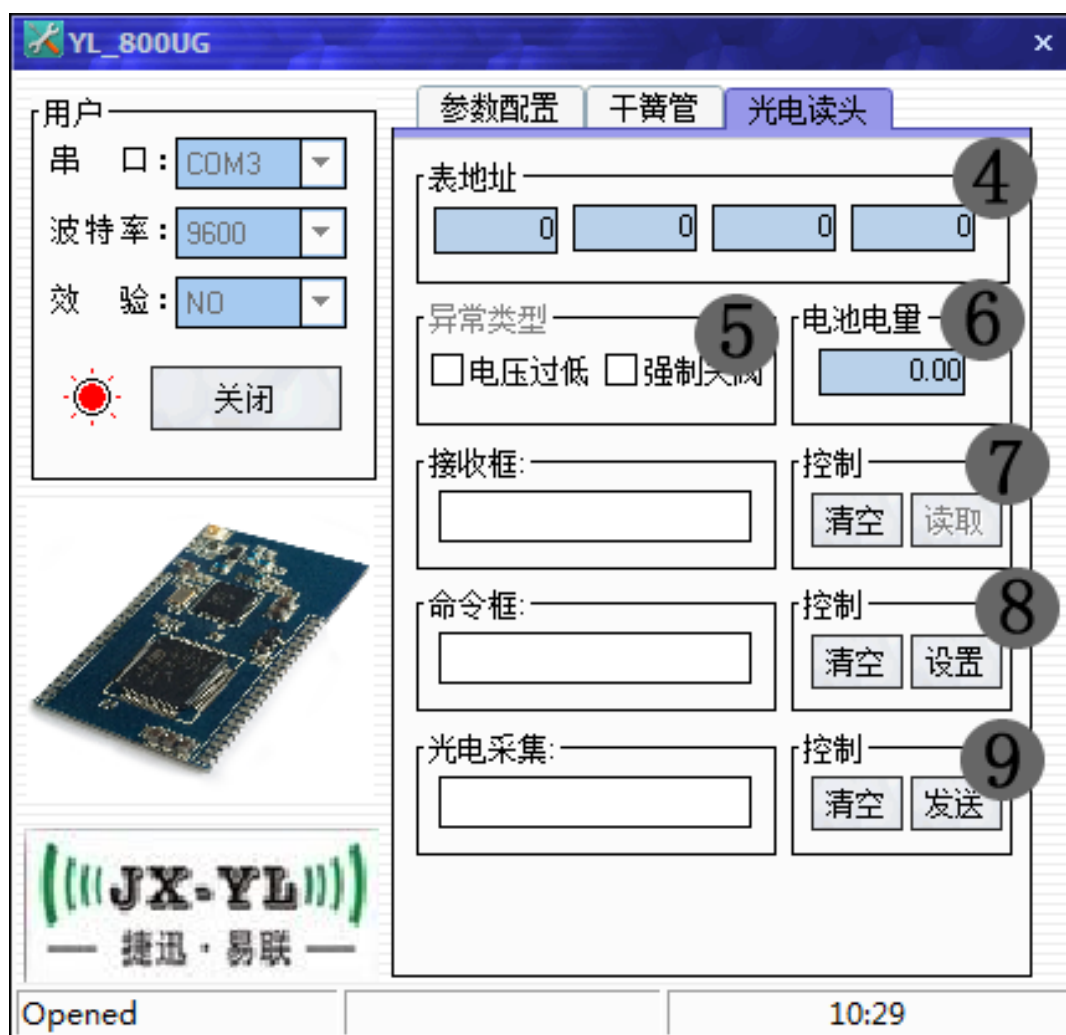 YL_800UG
x
用户
串 口: COM3
波特率: 9600
效 验: NO
关闭
JX-YL
捷迅·易联
参数配置 干簧管 光电读头
表地址 4
0 0 0 0
异常类型 5
电压过低 强制关阀
电池电量 6
0.00
接收框:
控制 7
清空 读取
命令框:
控制 8
清空 设置
光电采集:
控制 9
清空 发送
Opened 10:29